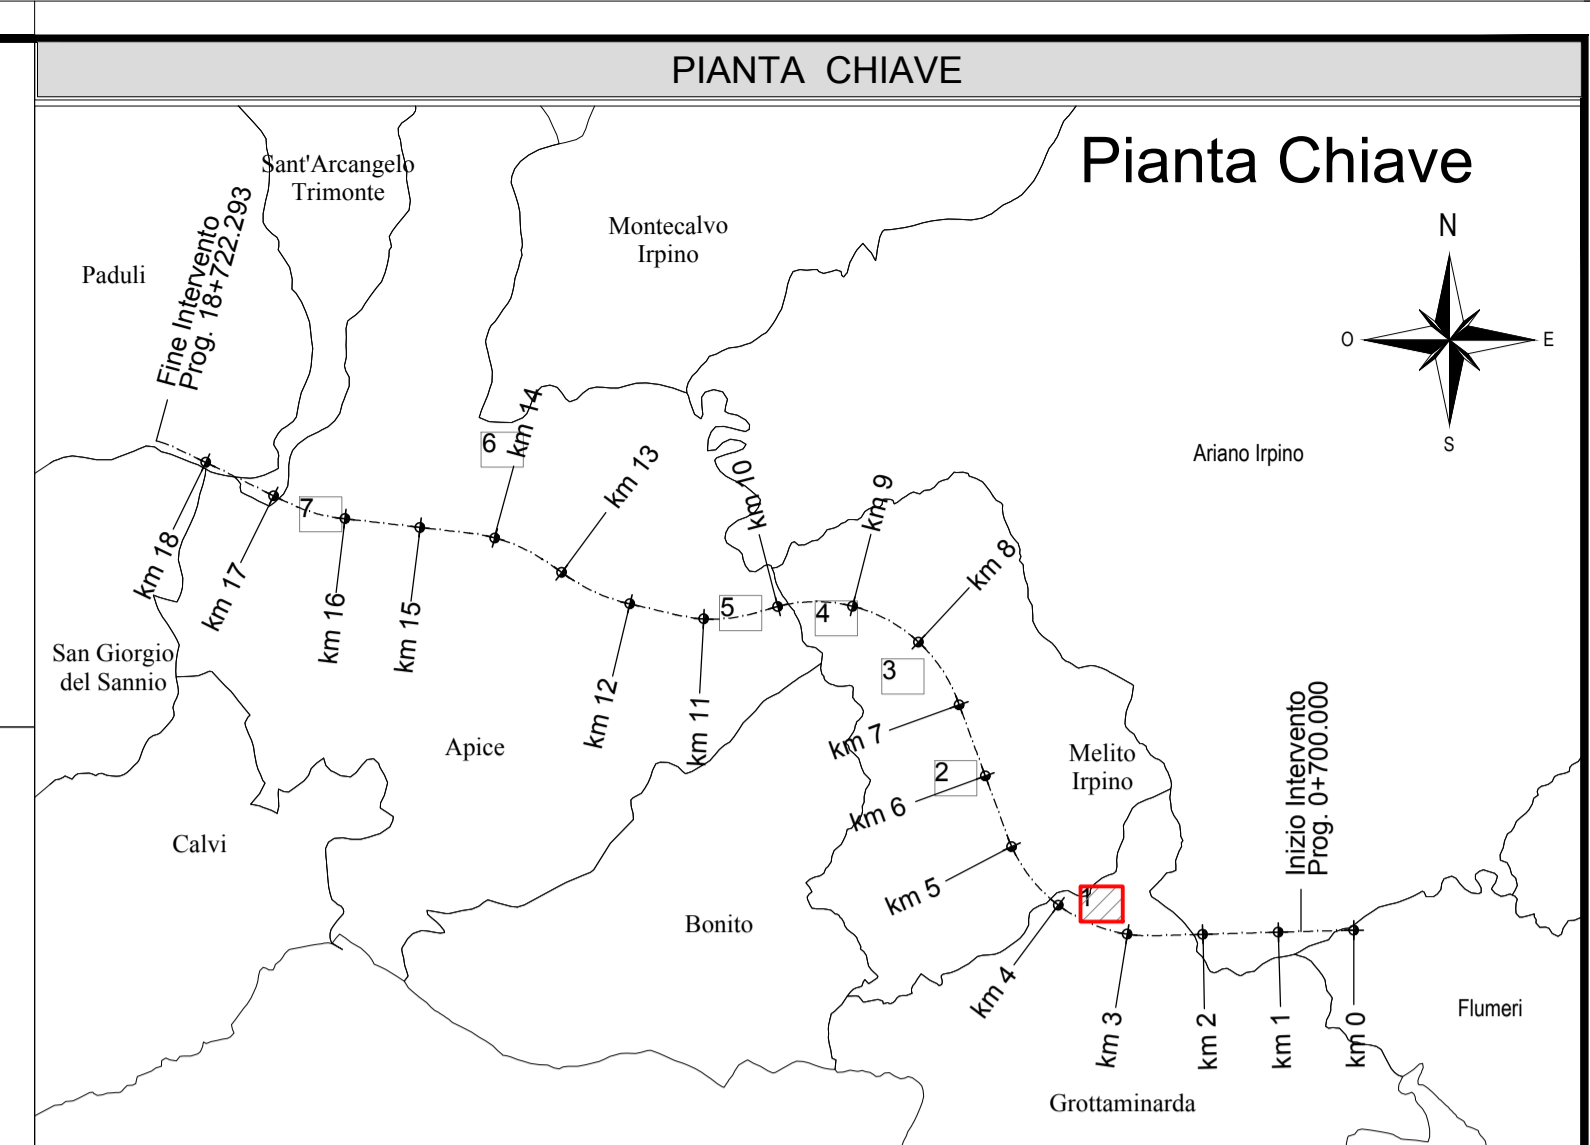 PIANTA CHIAVE
Pianta Chiave
Sant'Arcangelo
Trimonte
Montecalvo
Irpino
Paduli
Fine Intervento
Prog. 18+722.293
N
O
E
S
Ariano Irpino
6
km 14
km 13
km 10
km 9
7
km 18
km 17
km 16
km 15
5
4
km 8
3
San Giorgio
del Sannio
km 12
km 11
km 7
Apice
Melito
Irpino
2
km 6
Inizio Intervento
Prog. 0+700.000
Calvi
km 5
1
Bonito
km 4
km 3
km 2
km 1
km 0
Flumeri
Grottaminarda